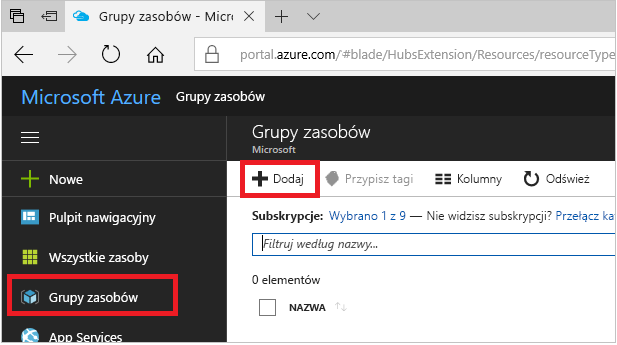 Grupy zasobów - Micro
portal.azure.com/#blade/HubsExtension/Resources/resourceType
Microsoft Azure Grupy zasobów
Grupy zasobów
Microsoft
Nowe
Pulpit nawigacyjny
Wszystkie zasoby
Grupy zasobów
App Services
Dodaj Przypisz tagi Kolumny Odśwież
Subskrypcje: Wybrano 1 z 9 — Nie widzisz subskrypcji? Przełącz ka
Filtruj według nazwy...
0 elementów
NAZWA